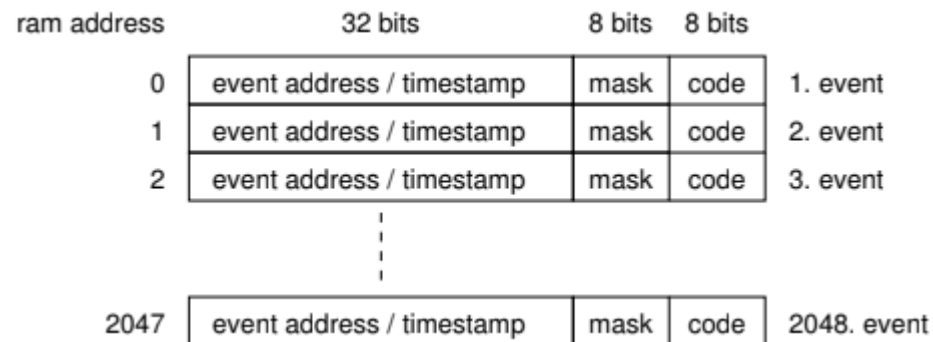 ram address 32 bits 8 bits 8 bits
0 event address / timestamp mask code 1. event
1 event address / timestamp mask code 2. event
2 event address / timestamp mask code 3. event
2047 event address / timestamp mask code 2048. event